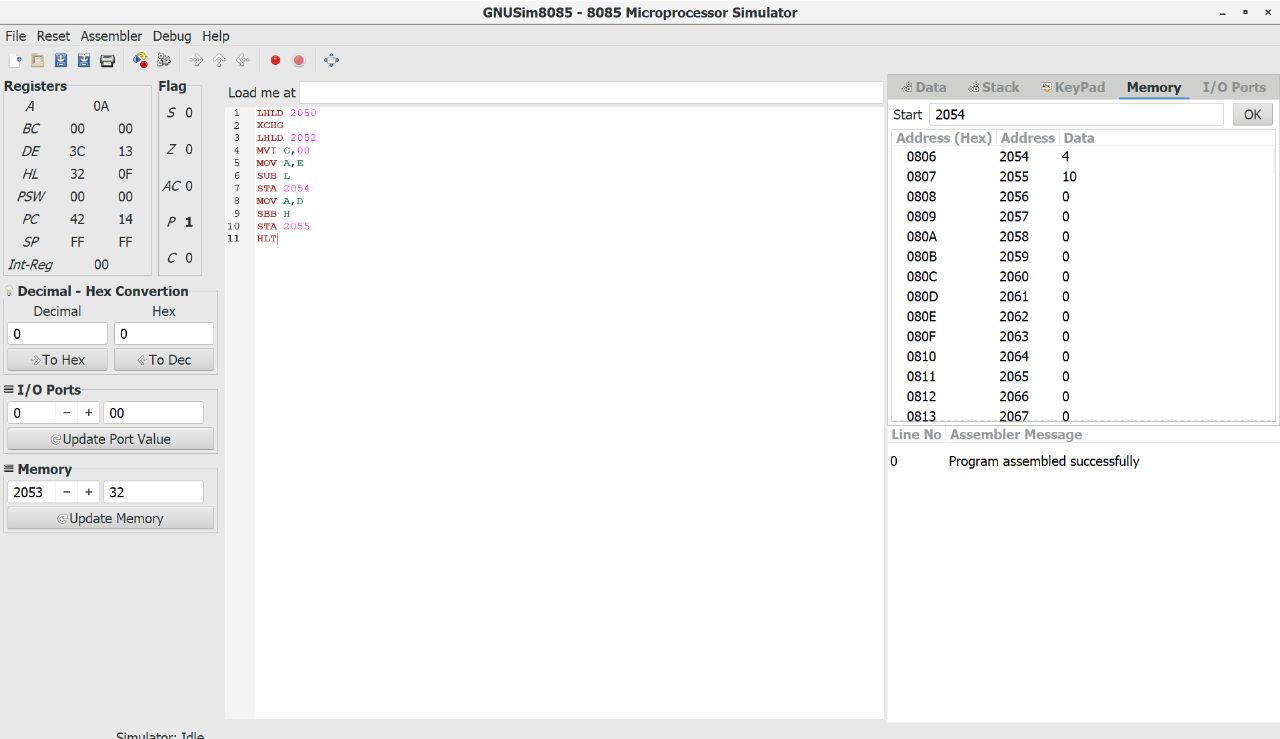 GNUSim8085 - 8085 Microprocessor Simulator
File Reset Assembler Debug Help
Registers
A 0A
BC 00 00
DE 3C 13
HL 32 0F
PSW 00 00
PC 42 14
SP FF FF
Int-Reg 00
Flag
S 0
Z 0
AC 0
P 1
C 0
Decimal - Hex Convertion
Decimal Hex
0 0
To Hex To Dec
I/O Ports
0 - + 00
Update Port Value
Memory
2053 - + 32
Update Memory
Load me at
1 LHLD 2050
2 XCHG
3 LHLD 2052
4 MVI C,00
5 MOV A,E
6 SUB L
7 STA 2054
8 MOV A,D
9 SBB H
10 STA 2055
11 HLT
Data Stack KeyPad Memory I/O Ports
Start 2054 OK
Address (Hex) Address Data
0806 2054 4
0807 2055 10
0808 2056 0
0809 2057 0
080A 2058 0
080B 2059 0
080C 2060 0
080D 2061 0
080E 2062 0
080F 2063 0
0810 2064 0
0811 2065 0
0812 2066 0
0813 2067 0
Line No Assembler Message
0 Program assembled successfully
Simulator: Idle